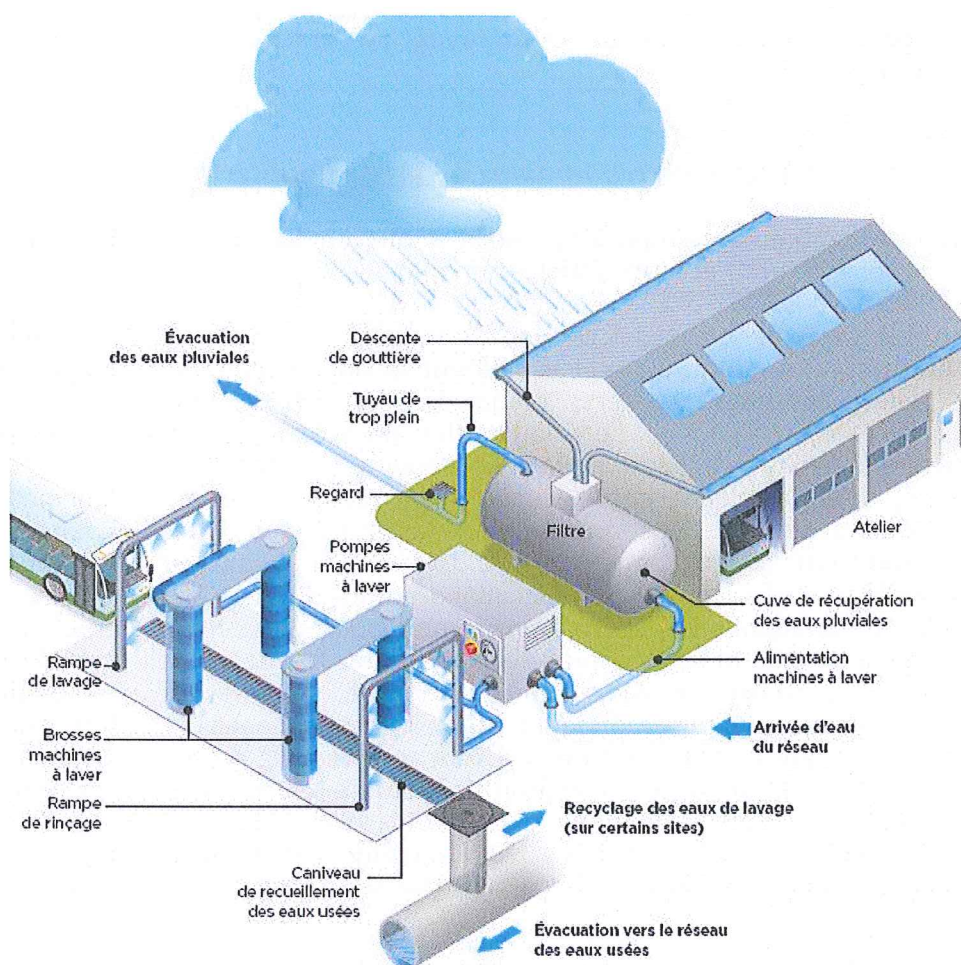 Évacuation
des eaux pluviales
Descente
de gouttière
Tuyau de
trop plein
Regard
Filtre
Atelier
Pompes
machines
à laver
Cuve de récupération
des eaux pluviales
Rampe
de lavage
Alimentation
machines à laver
Brosses
machines
à laver
Arrivée d'eau
du réseau
Rampe
de rinçage
Recyclage des eaux de lavage
(sur certains sites)
Caniveau
de recueillement
des eaux usées
Évacuation vers le réseau
des eaux usées